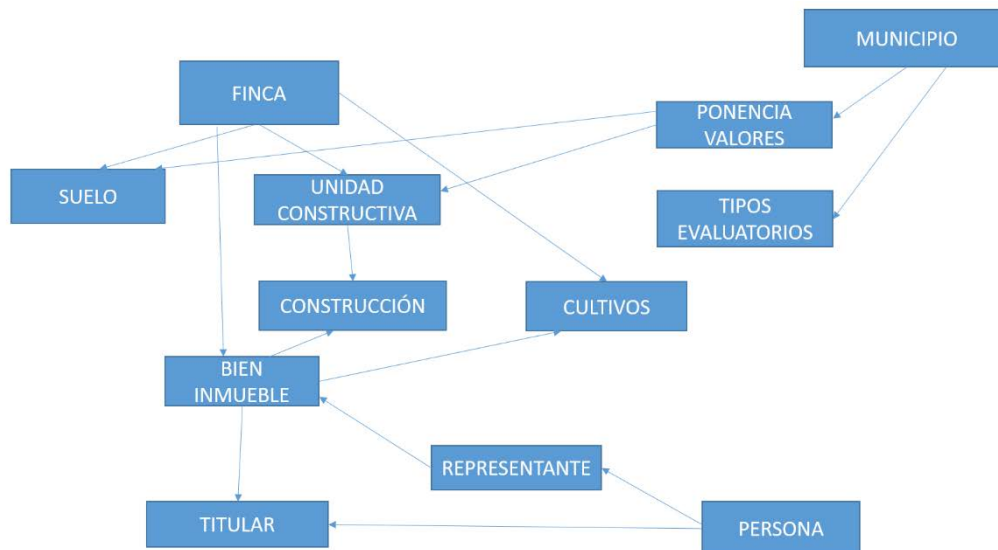 MUNICIPIO
FINCA
PONENCIA
VALORES
SUELO
UNIDAD
CONSTRUCTIVA
TIPOS
EVALUATORIOS
CONSTRUCCIÓN
CULTIVOS
BIEN
INMUEBLE
REPRESENTANTE
TITULAR
PERSONA